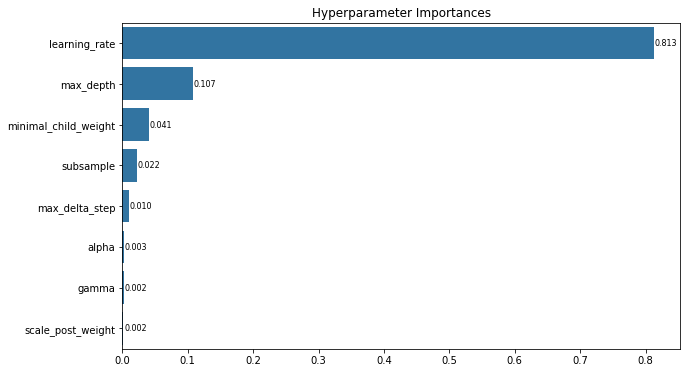 Hyperparameter Importances
learning_rate 0.813
max_depth 0.107
minimal_child_weight 0.041
subsample 0.022
max_delta_step 0.010
alpha 0.003
gamma 0.002
scale_post_weight 0.002
0.0 0.1 0.2 0.3 0.4 0.5 0.6 0.7 0.8